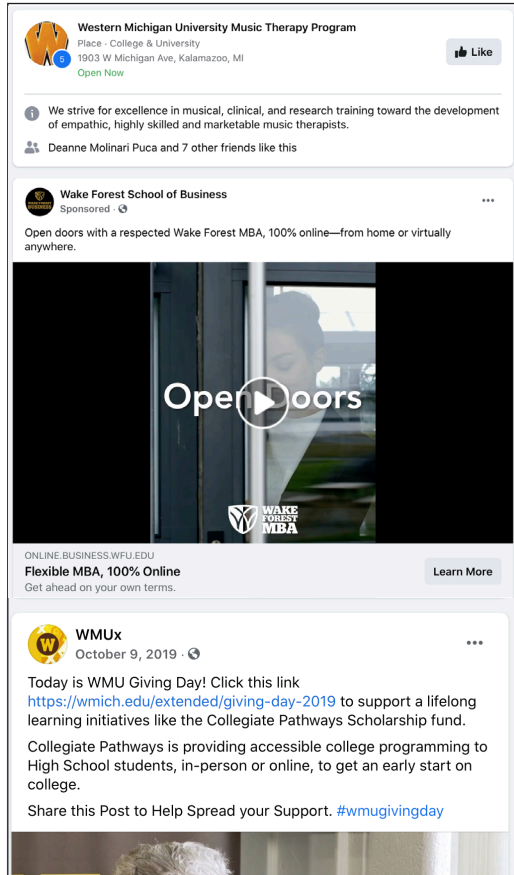 Western Michigan University Music Therapy Program
Place · College & University
1903 W Michigan Ave, Kalamazoo, MI
Open Now
5
Like
We strive for excellence in musical, clinical, and research training toward the development
of empathic, highly skilled and marketable music therapists.
Deanne Molinari Puca and 7 other friends like this
Wake Forest School of Business
Sponsored ·
Open doors with a respected Wake Forest MBA, 100% online—from home or virtually
anywhere.
Open Doors
WAKE
FOREST
MBA
ONLINE.BUSINESS.WFU.EDU
Flexible MBA, 100% Online
Get ahead on your own terms.
Learn More
WMUx
October 9, 2019 ·
Today is WMU Giving Day! Click this link
https://wmich.edu/extended/giving-day-2019 to support a lifelong
learning initiatives like the Collegiate Pathways Scholarship fund.
Collegiate Pathways is providing accessible college programming to
High School students, in-person or online, to get an early start on
college.
Share this Post to Help Spread your Support. #wmugivingday